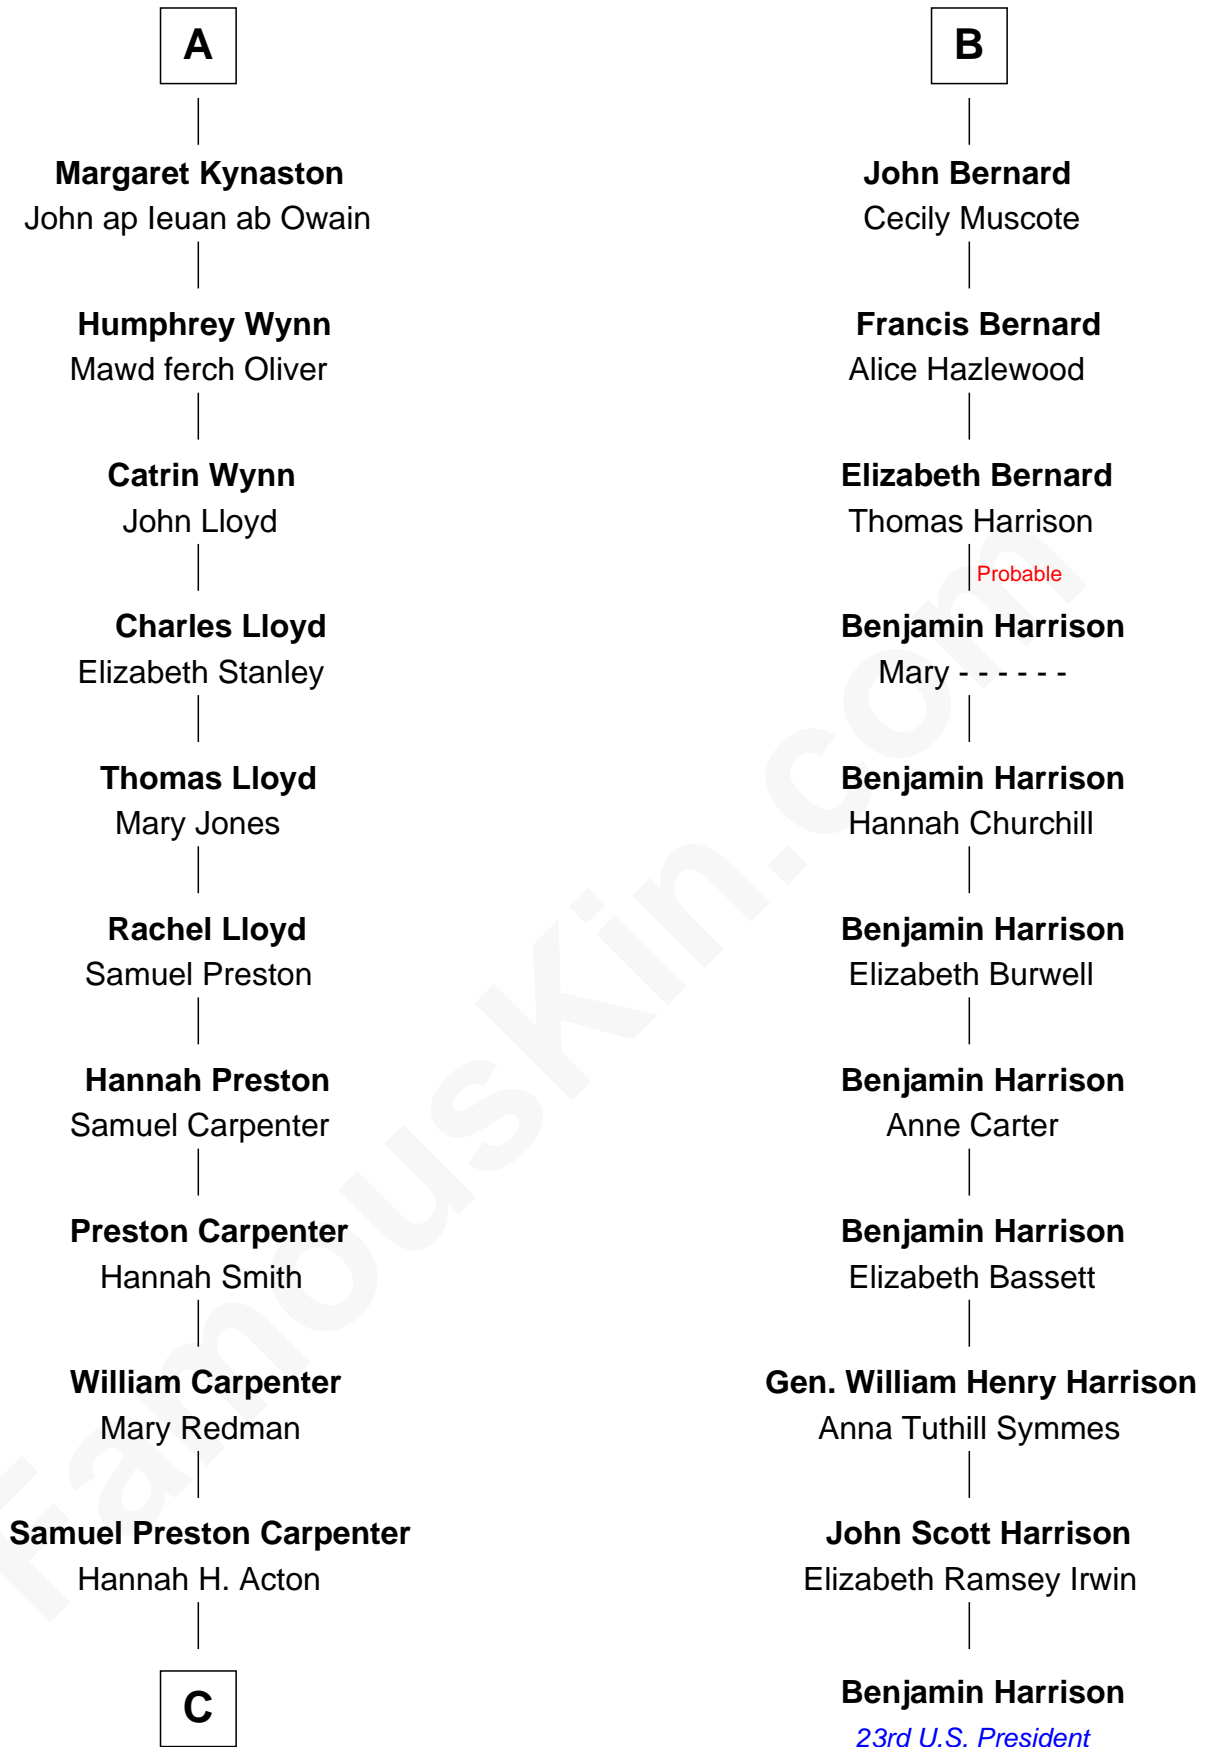 A
Margaret Kynaston
John ap Ieuan ab Owain
Humphrey Wynn
Mawd ferch Oliver
Catrin Wynn
John Lloyd
Charles Lloyd
Elizabeth Stanley
Thomas Lloyd
Mary Jones
Rachel Lloyd
Samuel Preston
Hannah Preston
Samuel Carpenter
Preston Carpenter
Hannah Smith
William Carpenter
Mary Redman
Samuel Preston Carpenter
Hannah H. Acton
C
B
John Bernard
Cecily Muscote
Francis Bernard
Alice Hazlewood
Elizabeth Bernard
Thomas Harrison
Probable
Benjamin Harrison
Mary - - - - - -
Benjamin Harrison
Hannah Churchill
Benjamin Harrison
Elizabeth Burwell
Benjamin Harrison
Anne Carter
Benjamin Harrison
Elizabeth Bassett
Gen. William Henry Harrison
Anna Tuthill Symmes
John Scott Harrison
Elizabeth Ramsey Irwin
Benjamin Harrison
23rd U.S. President
FamousKin.com